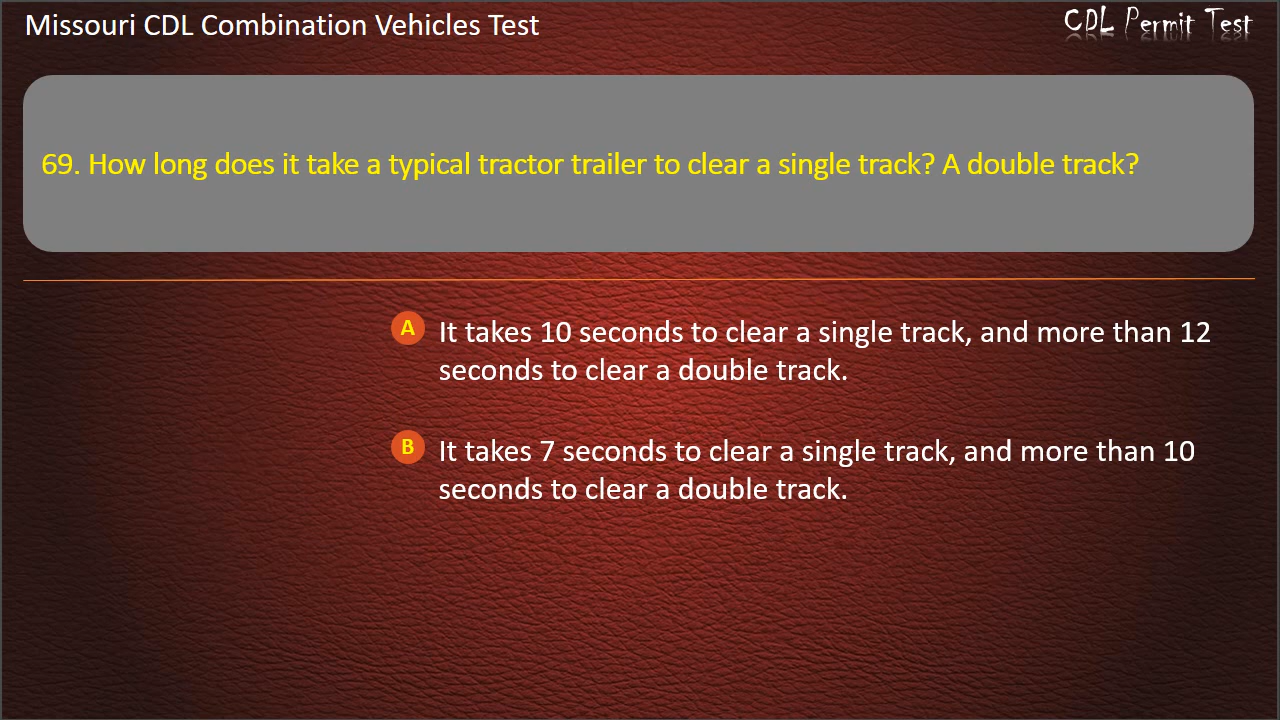 Missouri CDL Combination Vehicles Test
CDL Permit Test
69. How long does it take a typical tractor trailer to clear a single track? A double track?
A It takes 10 seconds to clear a single track, and more than 12
seconds to clear a double track.
B It takes 7 seconds to clear a single track, and more than 10
seconds to clear a double track.